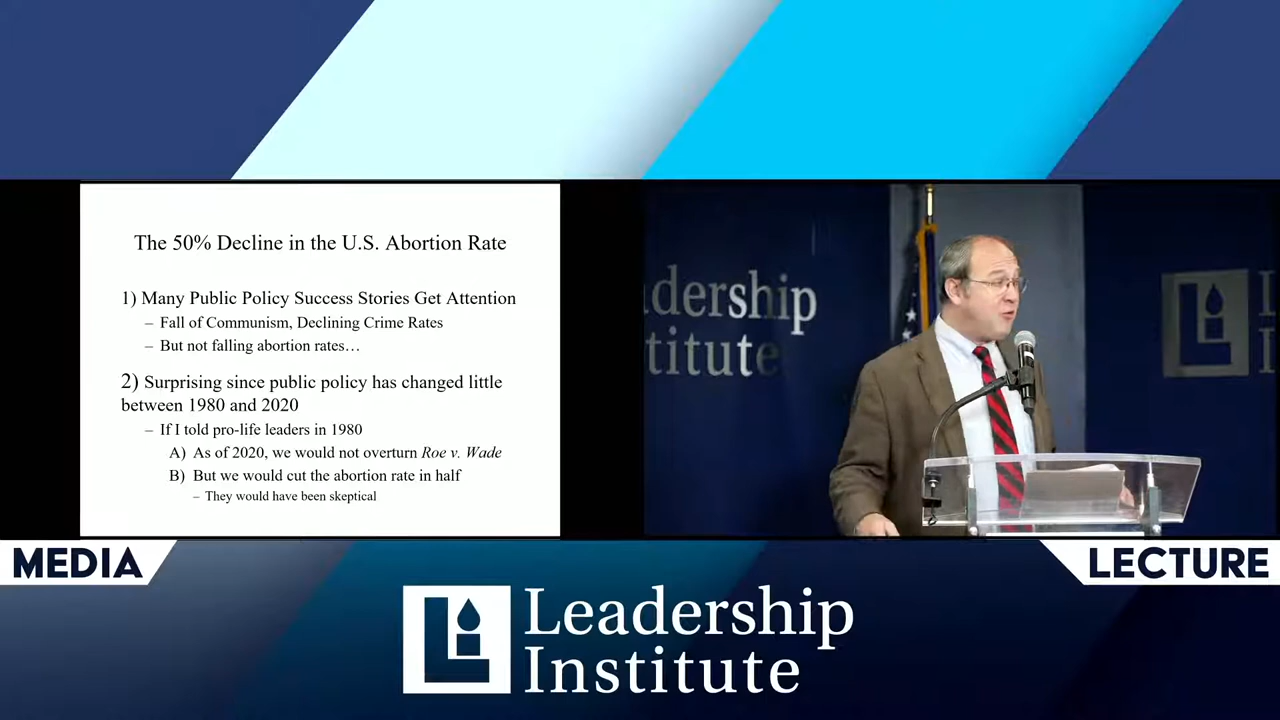 The 50% Decline in the U.S. Abortion Rate
1) Many Public Policy Success Stories Get Attention
– Fall of Communism, Declining Crime Rates
– But not falling abortion rates…
2) Surprising since public policy has changed little
between 1980 and 2020
– If I told pro-life leaders in 1980
A) As of 2020, we would not overturn Roe v. Wade
B) But we would cut the abortion rate in half
– They would have been skeptical
dership
titute
MEDIA
LECTURE
Leadership
Institute